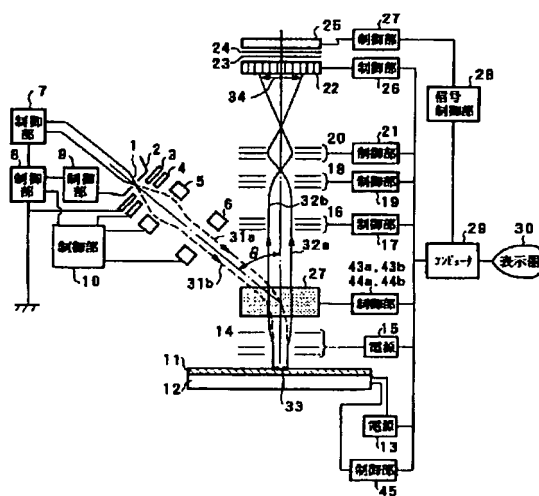 25
27
24
23
制御部
28
7
22
制御部
34
26
信号
制御部
制御部
2
3
1
4
20
21
8
9
5
制御部
18
制御部
制御部
制御部
6
32b
19
29
30
16
制御部
31a
32a
17
コンピュータ
表示部
制御部
10
31b
θ
27
43a,43b
44a,44b
制御部
14
15
11
電源
12
33
電源
13
制御部
45